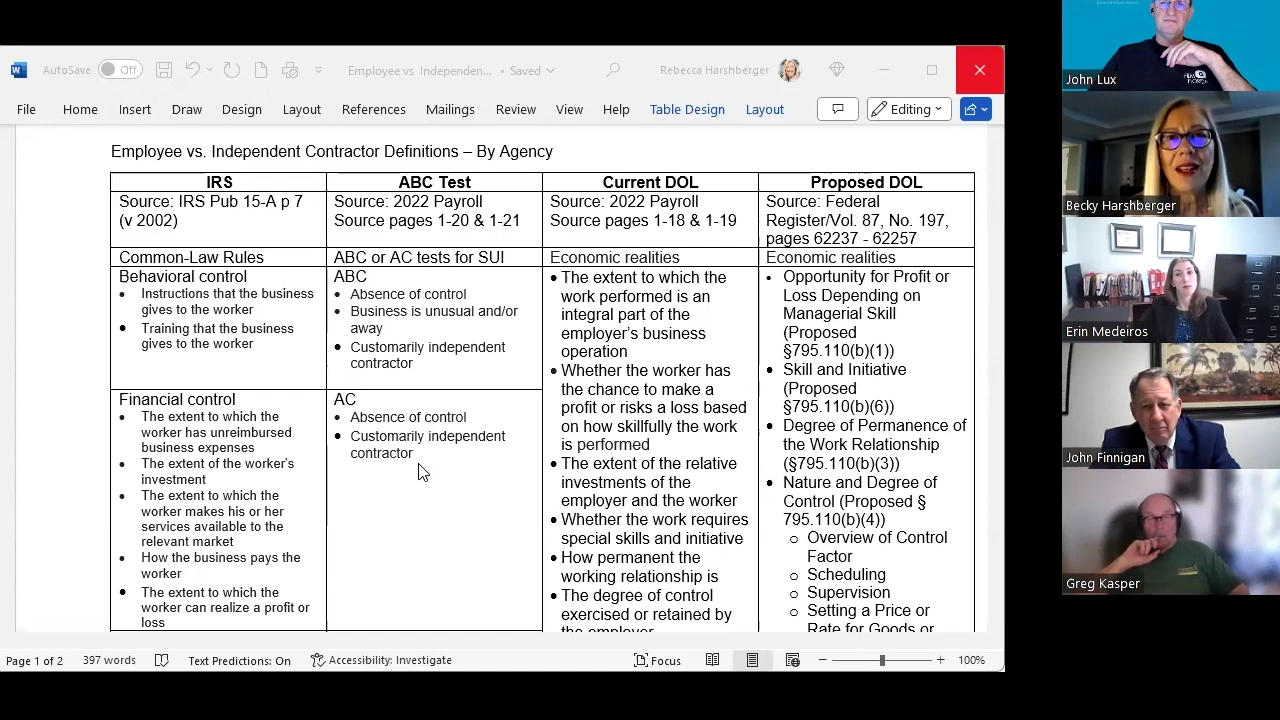 AutoSave Off Employee vs Independen... • Saved Rebecca Harshberger
File Home Insert Draw Design Layout References Mailings Review View Help Table Design Layout Editing
Employee vs. Independent Contractor Definitions – By Agency
IRS
Source: IRS Pub 15-A p 7
(v 2002)
Common-Law Rules
Behavioral control
• Instructions that the business
gives to the worker
• Training that the business
gives to the worker
Financial control
• The extent to which the
worker has unreimbursed
business expenses
• The extent of the worker's
investment
• The extent to which the
worker makes his or her
services available to the
relevant market
• How the business pays the
worker
• The extent to which the
worker can realize a profit or
loss
ABC Test
Source: 2022 Payroll
Source pages 1-20 & 1-21
ABC or AC tests for SUI
ABC
• Absence of control
• Business is unusual and/or
away
• Customarily independent
contractor
AC
• Absence of control
• Customarily independent
contractor
Current DOL
Source: 2022 Payroll
Source pages 1-18 & 1-19
Economic realities
• The extent to which the
work performed is an
integral part of the
employer's business
operation
• Whether the worker has
the chance to make a
profit or risks a loss based
on how skillfully the work
is performed
• The extent of the relative
investments of the
employer and the worker
• Whether the work requires
special skills and initiative
• How permanent the
working relationship is
• The degree of control
exercised or retained by
the employer
Proposed DOL
Source: Federal
Register/Vol. 87, No. 197,
pages 62237 - 62257
Economic realities
• Opportunity for Profit or
Loss Depending on
Managerial Skill
(Proposed
§795.110(b)(1))
• Skill and Initiative
(Proposed
§795.110(b)(6))
• Degree of Permanence of
the Work Relationship
(§795.110(b)(3))
• Nature and Degree of
Control (Proposed §
795.110(b)(4))
o Overview of Control
Factor
o Scheduling
o Supervision
o Setting a Price or
Rate for Goods or
Page 1 of 2 397 words Text Predictions: On Accessibility: Investigate Focus 100%
John Lux
Becky Harshberger
Erin Medeiros
John Finnigan
Greg Kasper